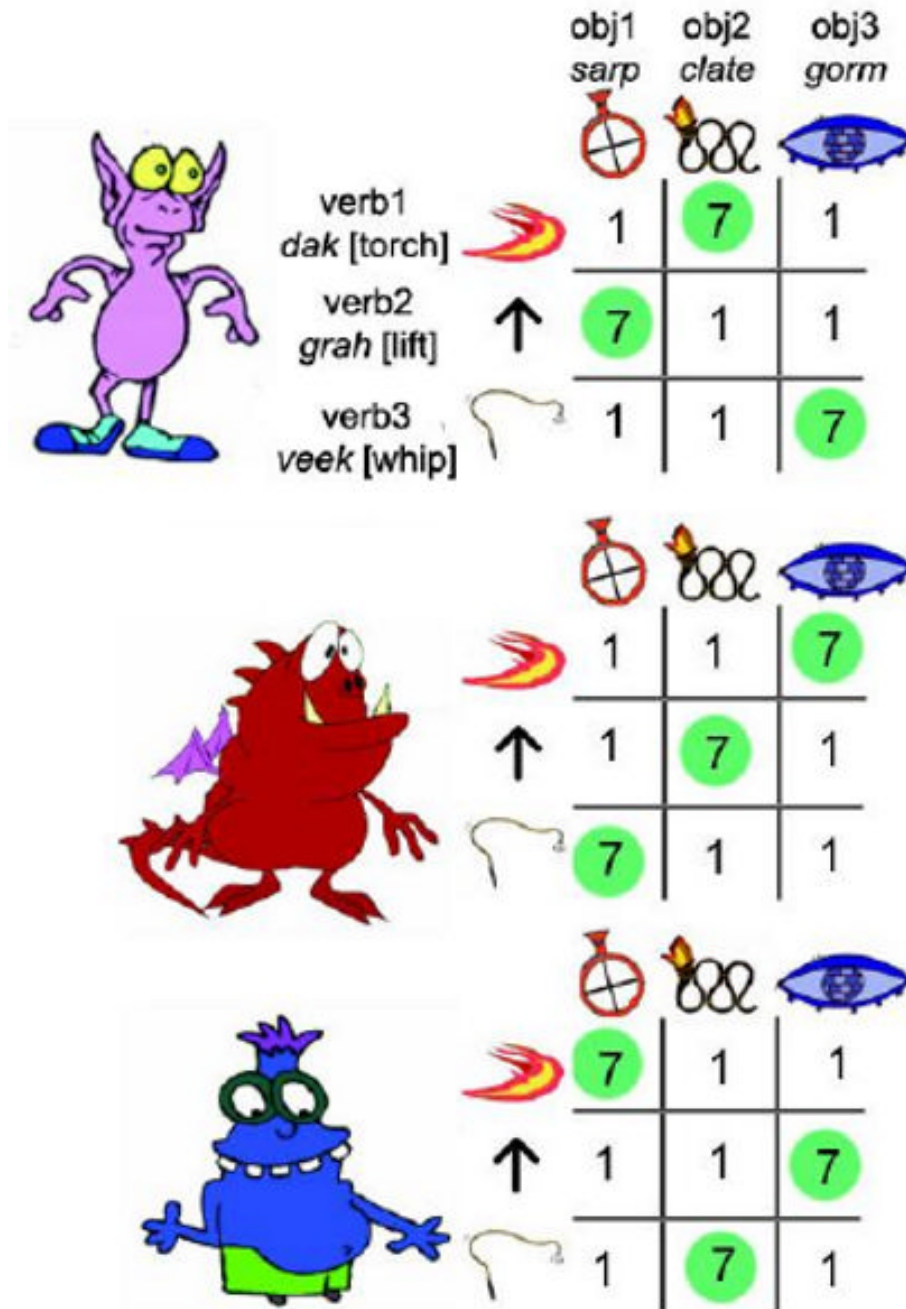 obj1 obj2 obj3
sarp clate gorm
verb1
dak [torch]
1 7 1
verb2
grah [lift]
7 1 1
verb3
veek [whip]
1 1 7
1 1 7
1 7 1
7 1 1
7 1 1
1 1 7
1 7 1